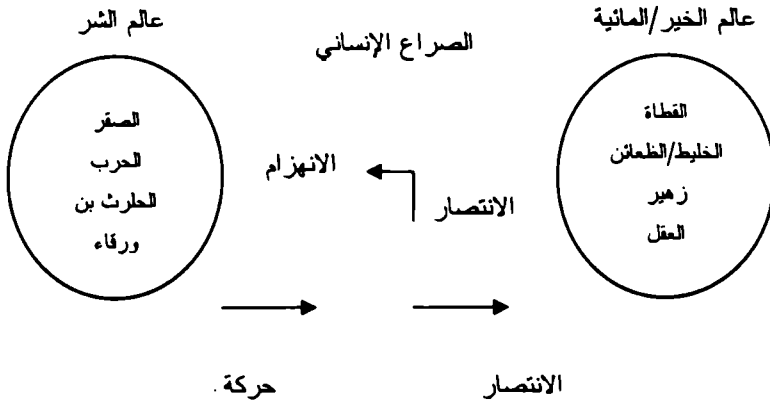 عالم الخير/المائية
عالم الشر
الصراع الإنساني
القطاة
الخليط/الظعائن
زهير
العقل
الصقر
الحرب
الحلرث بن
ورقاء
الانهزام
الانتصار
الانتصار
حركة .